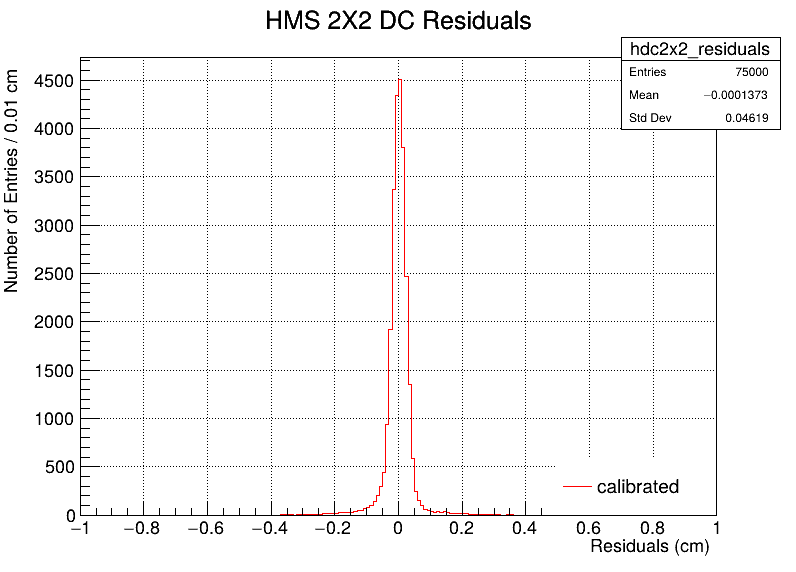 HMS 2X2 DC Residuals
hdc2x2_residuals
Entries 75000
Mean −0.0001373
Std Dev 0.04619
Number of Entries / 0.01 cm
4500
4000
3500
3000
2500
2000
1500
1000
500
0
calibrated
−1 −0.8 −0.6 −0.4 −0.2 0 0.2 0.4 0.6 0.8 1
Residuals (cm)